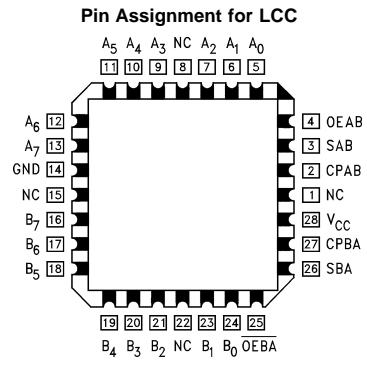 Pin Assignment for LCC
A5 A4 A3 NC A2 A1 A0
11 10 9 8 7 6 5
A6 12
4 OEAB
A7 13
3 SAB
GND 14
2 CPAB
NC 15
1 NC
B7 16
28 VCC
B6 17
27 CPBA
B5 18
26 SBA
19 20 21 22 23 24 25
B4 B3 B2 NC B1 B0 O̅E̅B̅A̅